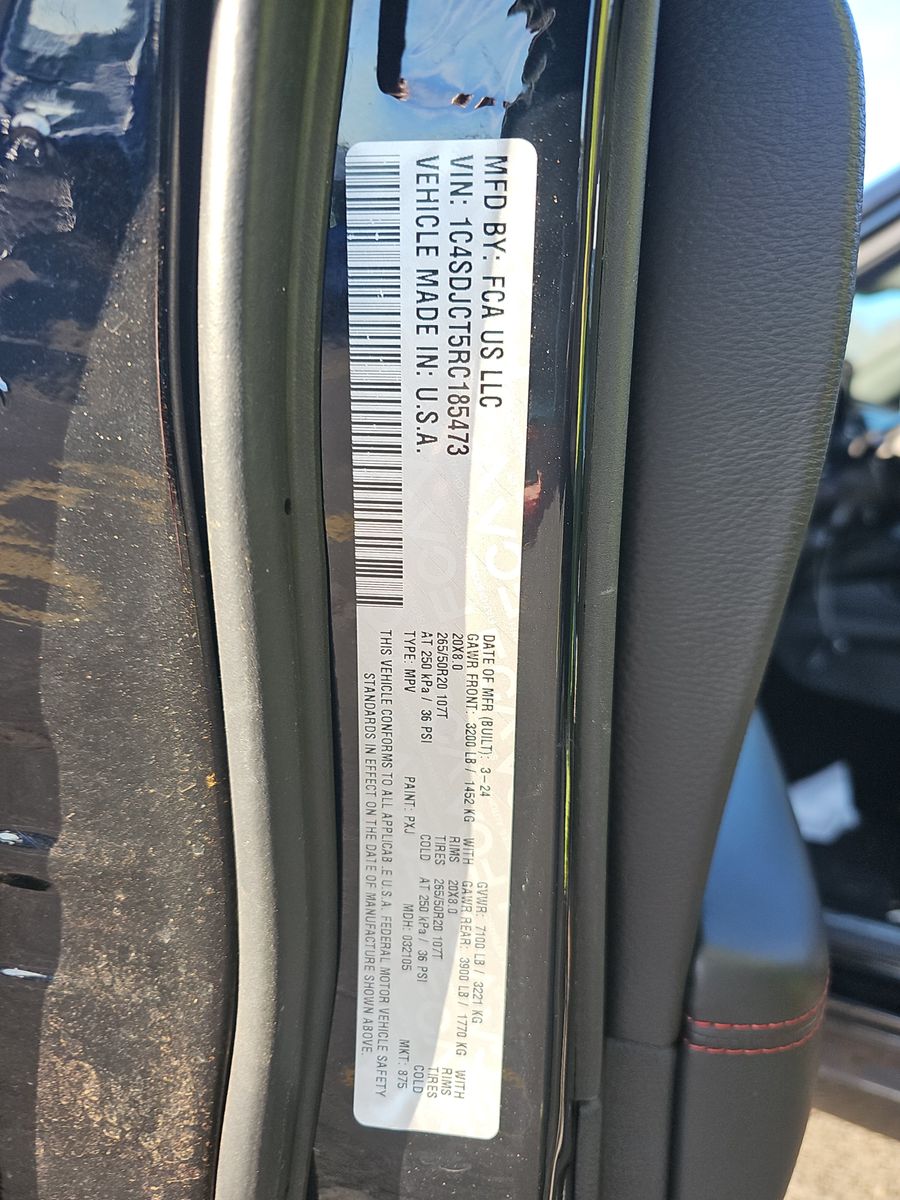 MFD BY: FCA US LLC
VIN: 1C4SDJCT5RC185473
VEHICLE MADE IN: U.S.A.
DATE OF MFR (BUILT): 3-24 GVWR: 7100 LB / 3221 KG
GAWR FRONT: 3200 LB / 1452 KG WITH GAWR REAR: 3900 LB / 1770 KG WITH
20X8.0 RIMS 20X8.0 RIMS
265/50R20 107T TIRES 265/50R20 107T TIRES
AT 250 kPa / 36 PSI COLD AT 250 kPa / 36 PSI COLD
TYPE: MPV PAINT: PXJ MDH: 032105 MKT: 875
THIS VEHICLE CONFORMS TO ALL APPLICABLE U.S.A. FEDERAL MOTOR VEHICLE SAFETY
STANDARDS IN EFFECT ON THE DATE OF MANUFACTURE SHOWN ABOVE.